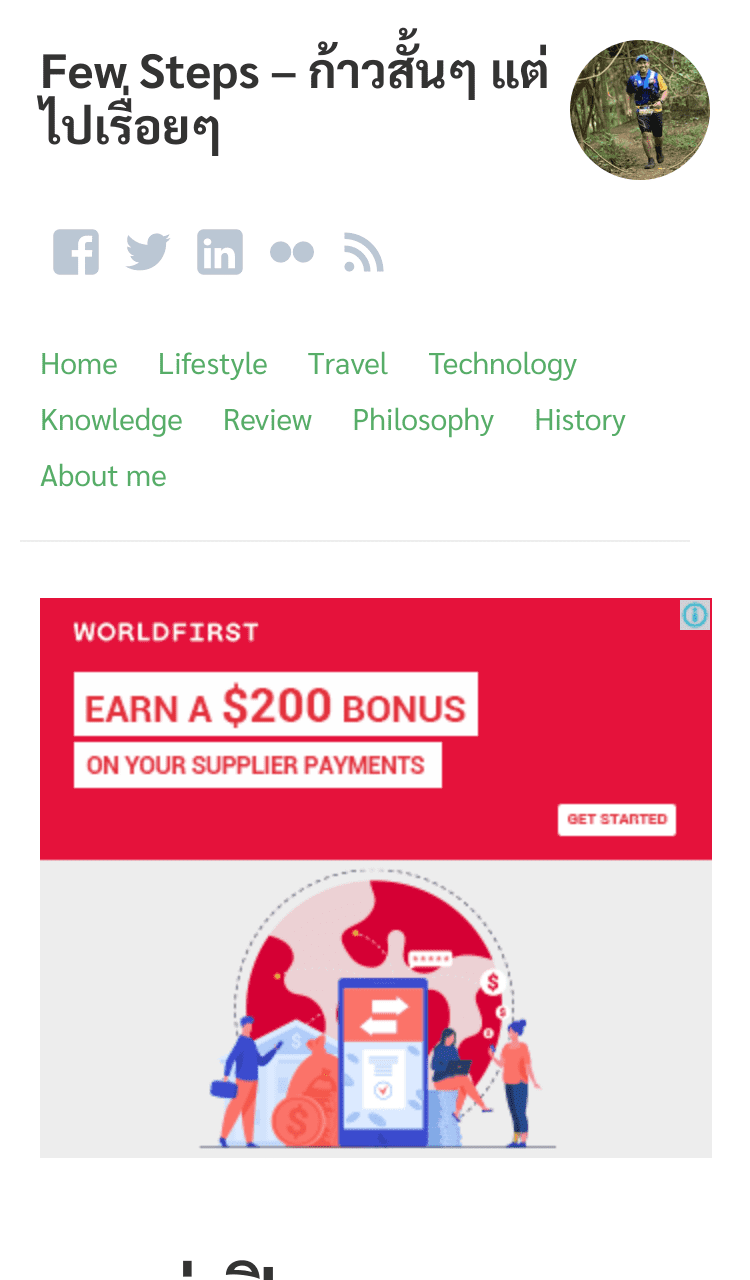 Few Steps – ก้าวสั้นๆ แต่
ไปเรื่อยๆ
Home Lifestyle Travel Technology
Knowledge Review Philosophy History
About me
WORLDFIRST
EARN A $200 BONUS
ON YOUR SUPPLIER PAYMENTS
GET STARTED